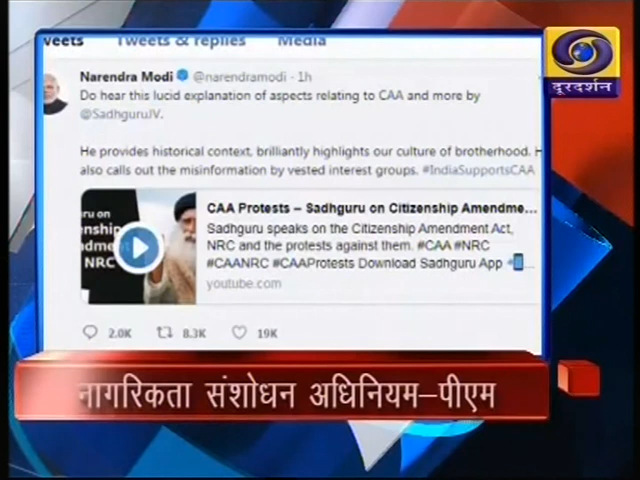 Tweets & replies
Media
दूरदर्शन
Narendra Modi @narendramodi · 1h
Do hear this lucid explanation of aspects relating to CAA and more by
@SadhguruJV.
He provides historical context, brilliantly highlights our culture of brotherhood.
also calls out the misinformation by vested interest groups. #IndiaSupportsCAA
CAA Protests – Sadhguru on Citizenship Amendme...
Sadhguru speaks on the Citizenship Amendment Act,
NRC and the protests against them. #CAA #NRC
#CAANRC #CAAProtests Download Sadhguru App
youtube.com
NRC
2.0K 8.3K 19K
नागरिकता संशोधन अधिनियम–पीएम